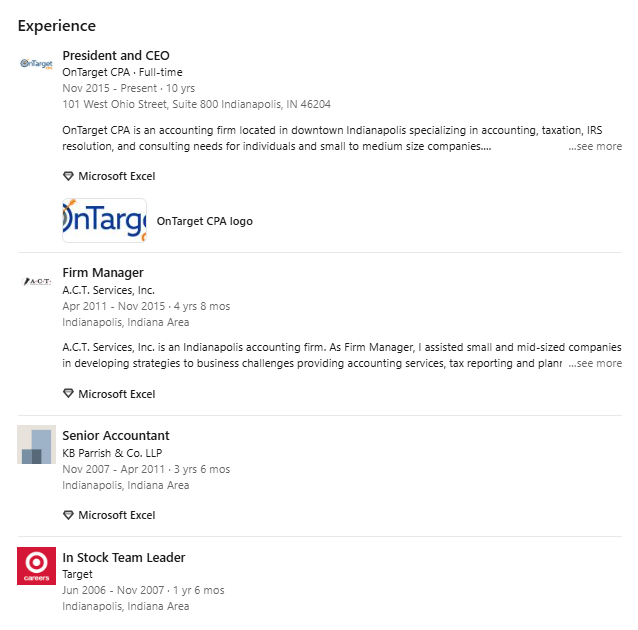 Experience
OnTarget
CPA
President and CEO
OnTarget CPA · Full-time
Nov 2015 - Present · 10 yrs
101 West Ohio Street, Suite 800 Indianapolis, IN 46204
OnTarget CPA is an accounting firm located in downtown Indianapolis specializing in accounting, taxation, IRS
resolution, and consulting needs for individuals and small to medium size companies.... ...see more
Microsoft Excel
OnTarge
OnTarget CPA logo
A.C.T.
Firm Manager
A.C.T. Services, Inc.
Apr 2011 - Nov 2015 · 4 yrs 8 mos
Indianapolis, Indiana Area
A.C.T. Services, Inc. is an Indianapolis accounting firm. As Firm Manager, I assisted small and mid-sized companies
in developing strategies to business challenges providing accounting services, tax reporting and plan ...see more
Microsoft Excel
Senior Accountant
KB Parrish & Co. LLP
Nov 2007 - Apr 2011 · 3 yrs 6 mos
Indianapolis, Indiana Area
Microsoft Excel
careers
In Stock Team Leader
Target
Jun 2006 - Nov 2007 · 1 yr 6 mos
Indianapolis, Indiana Area